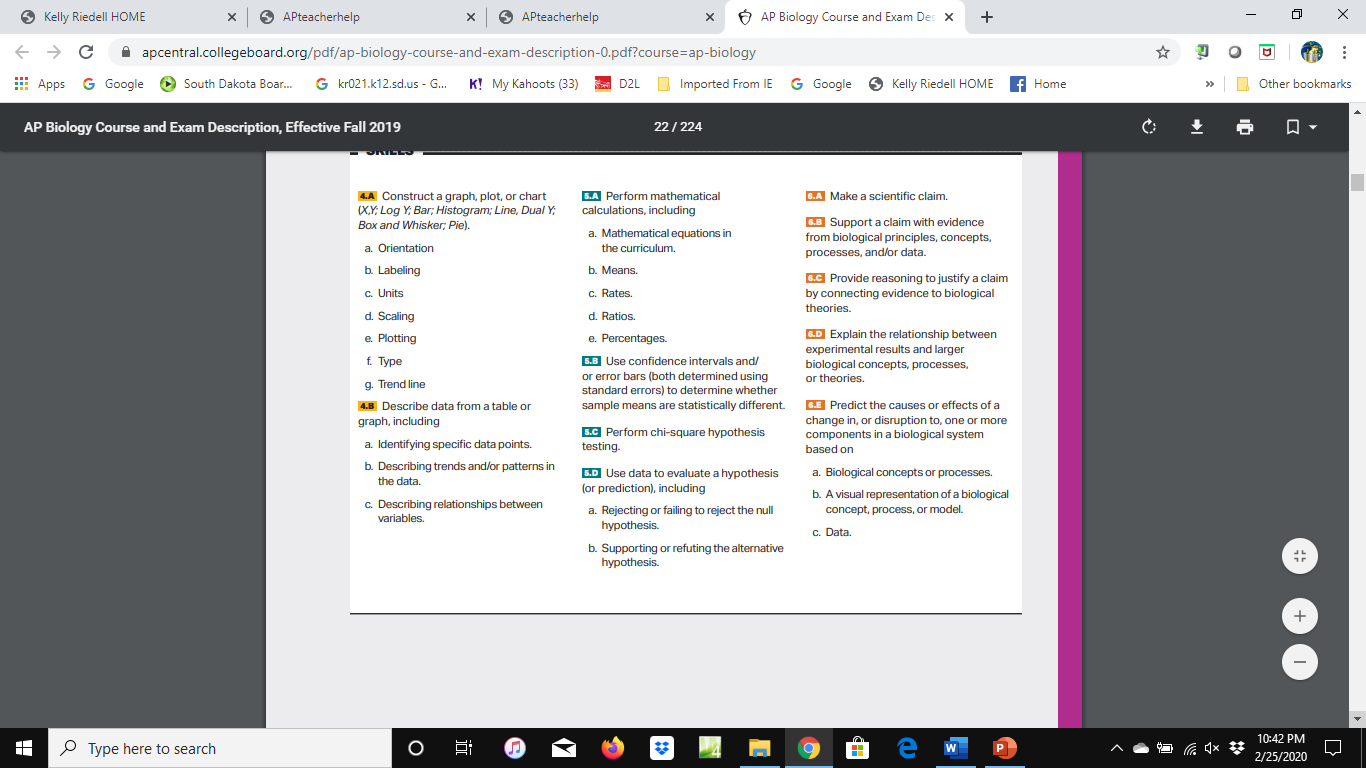 Kelly Riedell HOME
APteacherhelp
APteacherhelp
AP Biology Course and Exam Des
apcentral.collegeboard.org/pdf/ap-biology-course-and-exam-description-0.pdf?course=ap-biology
Apps
Google
South Dakota Boar...
kr021.k12.sd.us - G...
K! My Kahoots (33)
D2L
Imported From IE
Google
Kelly Riedell HOME
Home
»
Other bookmarks
AP Biology Course and Exam Description, Effective Fall 2019
22 / 224
SKILLS
4.A Construct a graph, plot, or chart
(X,Y; Log Y; Bar; Histogram; Line, Dual Y;
Box and Whisker; Pie).
a. Orientation
b. Labeling
c. Units
d. Scaling
e. Plotting
f. Type
g. Trend line
4.B Describe data from a table or
graph, including
a. Identifying specific data points.
b. Describing trends and/or patterns in
the data.
c. Describing relationships between
variables.
5.A Perform mathematical
calculations, including
a. Mathematical equations in
the curriculum.
b. Means.
c. Rates.
d. Ratios.
e. Percentages.
5.B Use confidence intervals and/
or error bars (both determined using
standard errors) to determine whether
sample means are statistically different.
5.C Perform chi-square hypothesis
testing.
5.D Use data to evaluate a hypothesis
(or prediction), including
a. Rejecting or failing to reject the null
hypothesis.
b. Supporting or refuting the alternative
hypothesis.
6.A Make a scientific claim.
6.B Support a claim with evidence
from biological principles, concepts,
processes, and/or data.
6.C Provide reasoning to justify a claim
by connecting evidence to biological
theories.
6.D Explain the relationship between
experimental results and larger
biological concepts, processes,
or theories.
6.E Predict the causes or effects of a
change in, or disruption to, one or more
components in a biological system
based on
a. Biological concepts or processes.
b. A visual representation of a biological
concept, process, or model.
c. Data.
Type here to search
10:42 PM
2/25/2020